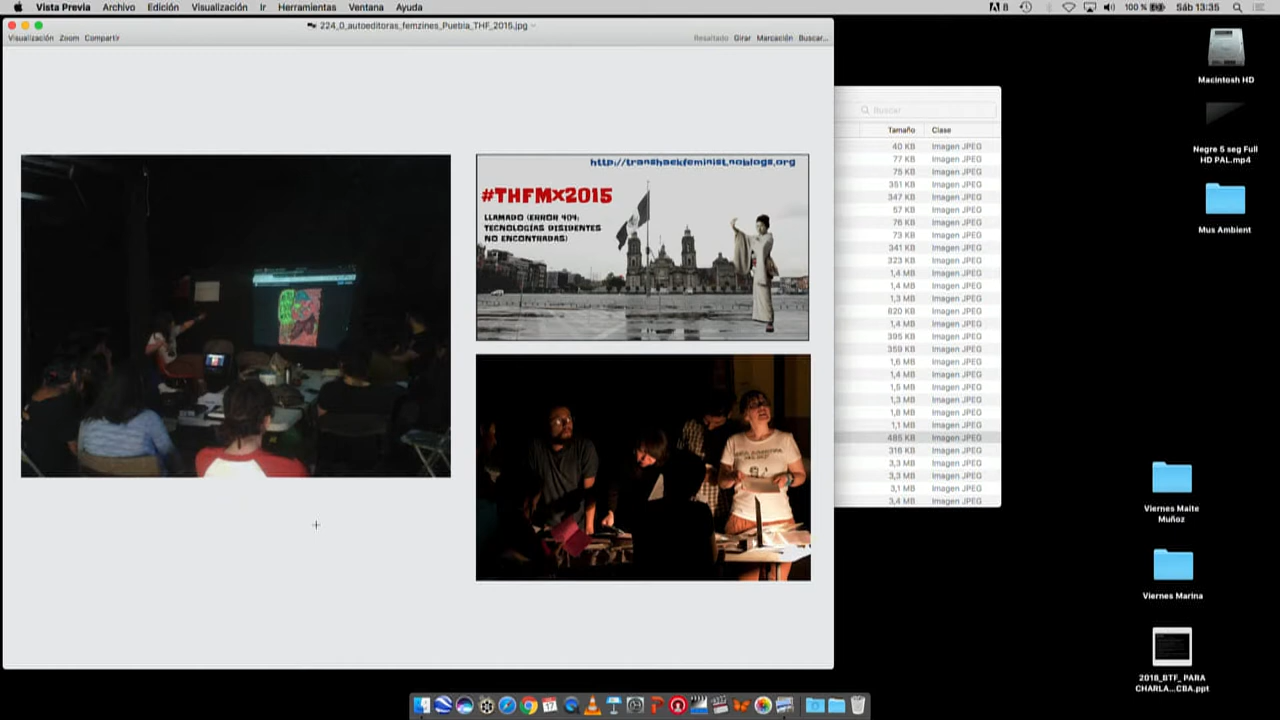 Vista Previa Archivo Edición Visualización Ir Herramientas Ventana Ayuda
8 100 % Sáb 13:35
224_0_autoeditoras_femzines_Puebla_THF_2015.jpg
Visualización Zoom Compartir
Resaltado Girar Marcación Buscar...
http://transhackfeminist.noblogs.org
#THFMx2015
LLAMADO (ERROR 404:
TECNOLOGÍAS DISIDENTES
NO ENCONTRADAS)
Buscar
Tamaño Clase
40 KB Imagen JPEG
77 KB Imagen JPEG
75 KB Imagen JPEG
351 KB Imagen JPEG
347 KB Imagen JPEG
57 KB Imagen JPEG
76 KB Imagen JPEG
73 KB Imagen JPEG
341 KB Imagen JPEG
323 KB Imagen JPEG
1,4 MB Imagen JPEG
1,4 MB Imagen JPEG
1,3 MB Imagen JPEG
820 KB Imagen JPEG
1,4 MB Imagen JPEG
395 KB Imagen JPEG
359 KB Imagen JPEG
1,6 MB Imagen JPEG
1,4 MB Imagen JPEG
1,5 MB Imagen JPEG
1,3 MB Imagen JPEG
1,8 MB Imagen JPEG
1,1 MB Imagen JPEG
485 KB Imagen JPEG
316 KB Imagen JPEG
3,3 MB Imagen JPEG
3,3 MB Imagen JPEG
3,1 MB Imagen JPEG
3,4 MB Imagen JPEG
Macintosh HD
Negre 5 seg Full
HD PAL.mp4
Mus Ambient
Viernes Maite
Muñoz
Viernes Marina
2018_BTF_ PARA
CHARLA...CBA.ppt
17